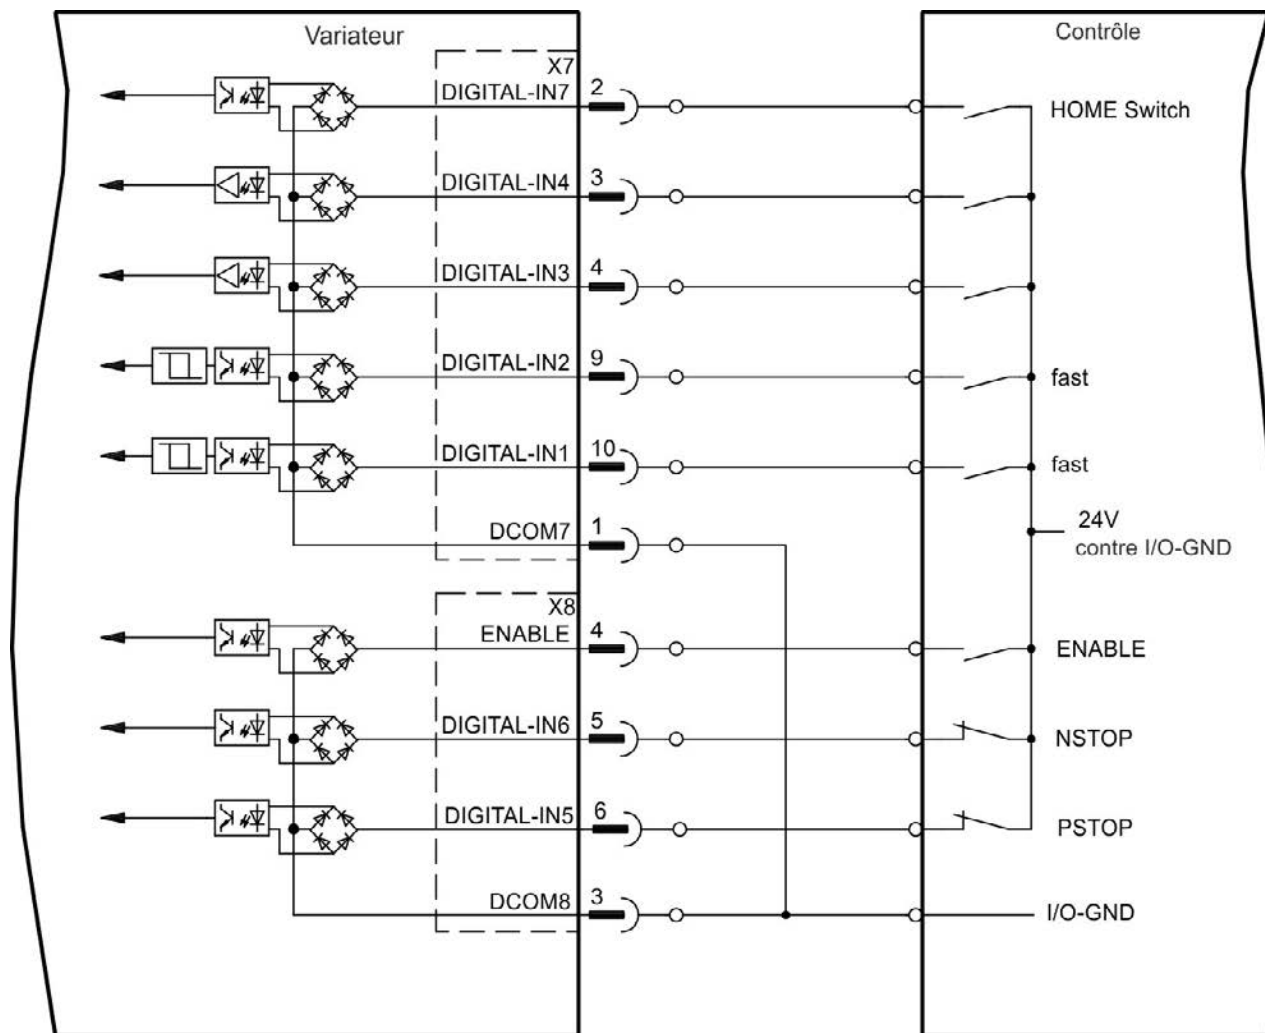 Variateur
Contrôle
X7
DIGITAL-IN7
2
HOME Switch
DIGITAL-IN4
3
DIGITAL-IN3
4
DIGITAL-IN2
9
fast
DIGITAL-IN1
10
fast
DCOM7
1
24V
contre I/O-GND
X8
ENABLE
4
ENABLE
DIGITAL-IN6
5
NSTOP
DIGITAL-IN5
6
PSTOP
DCOM8
3
I/O-GND